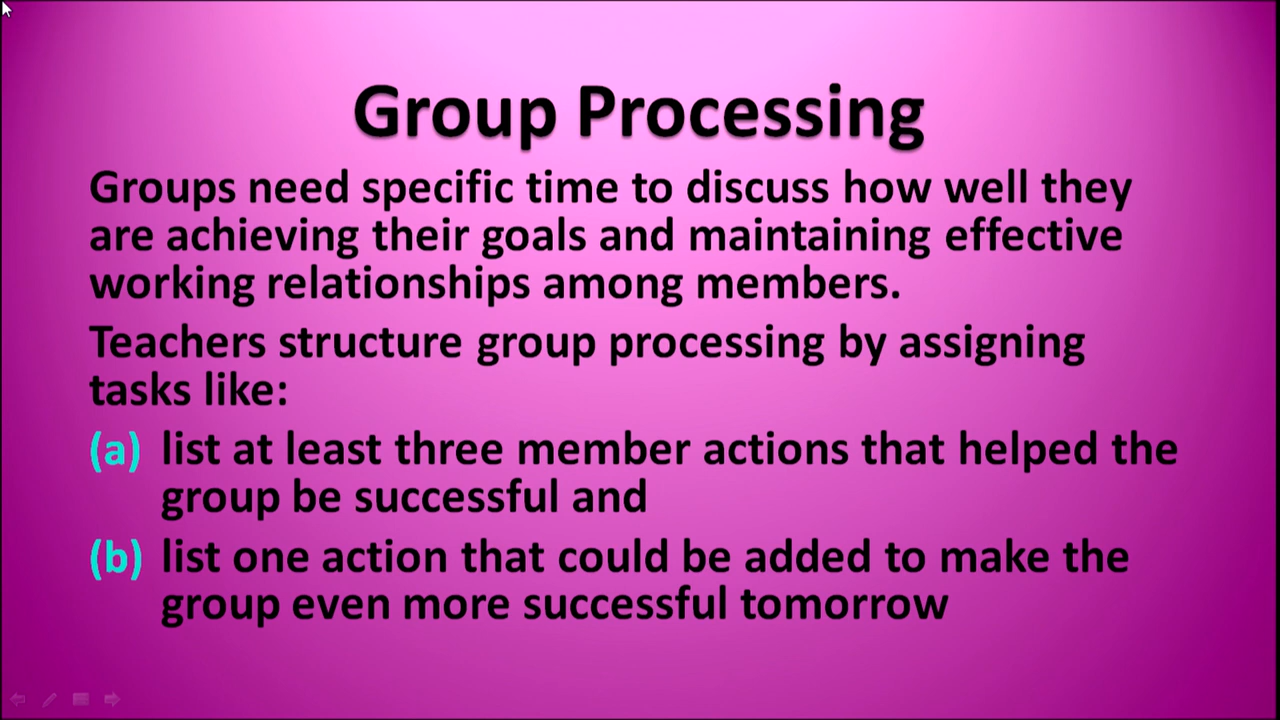 Group Processing
Groups need specific time to discuss how well they
are achieving their goals and maintaining effective
working relationships among members.
Teachers structure group processing by assigning
tasks like:
(a) list at least three member actions that helped the
group be successful and
(b) list one action that could be added to make the
group even more successful tomorrow